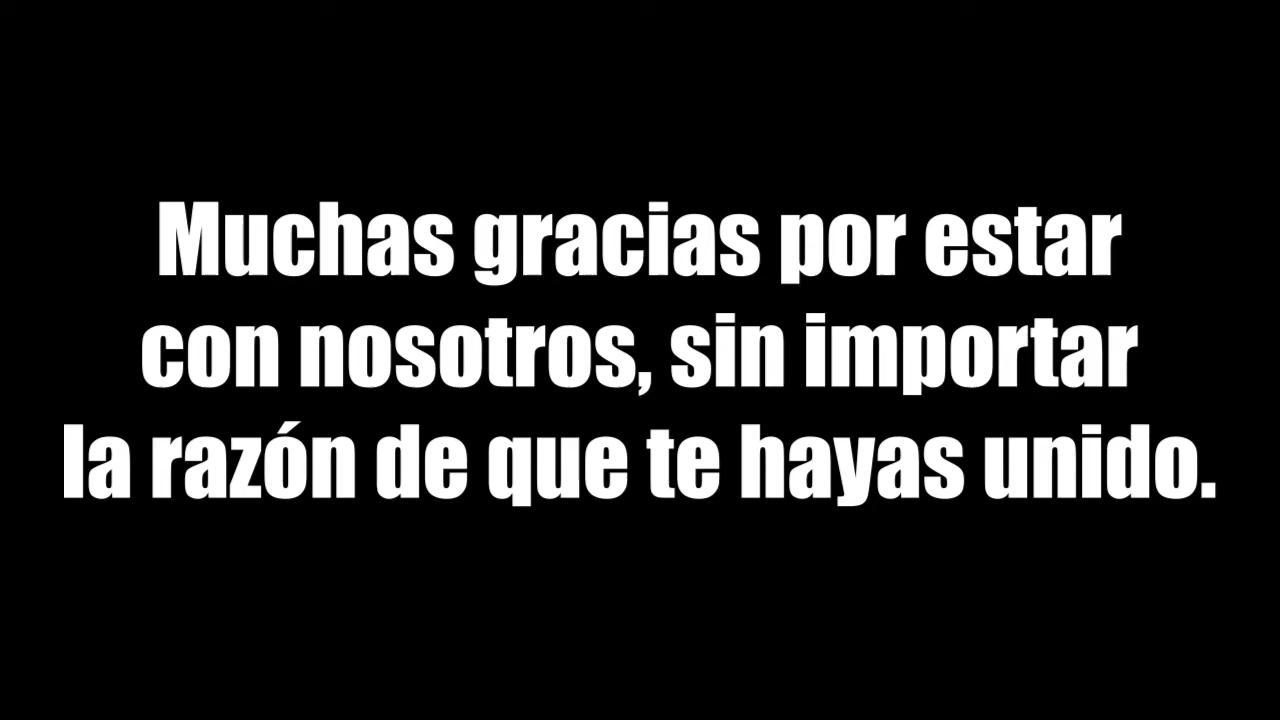 Muchas gracias por estar
con nosotros, sin importar
la razón de que te hayas unido.